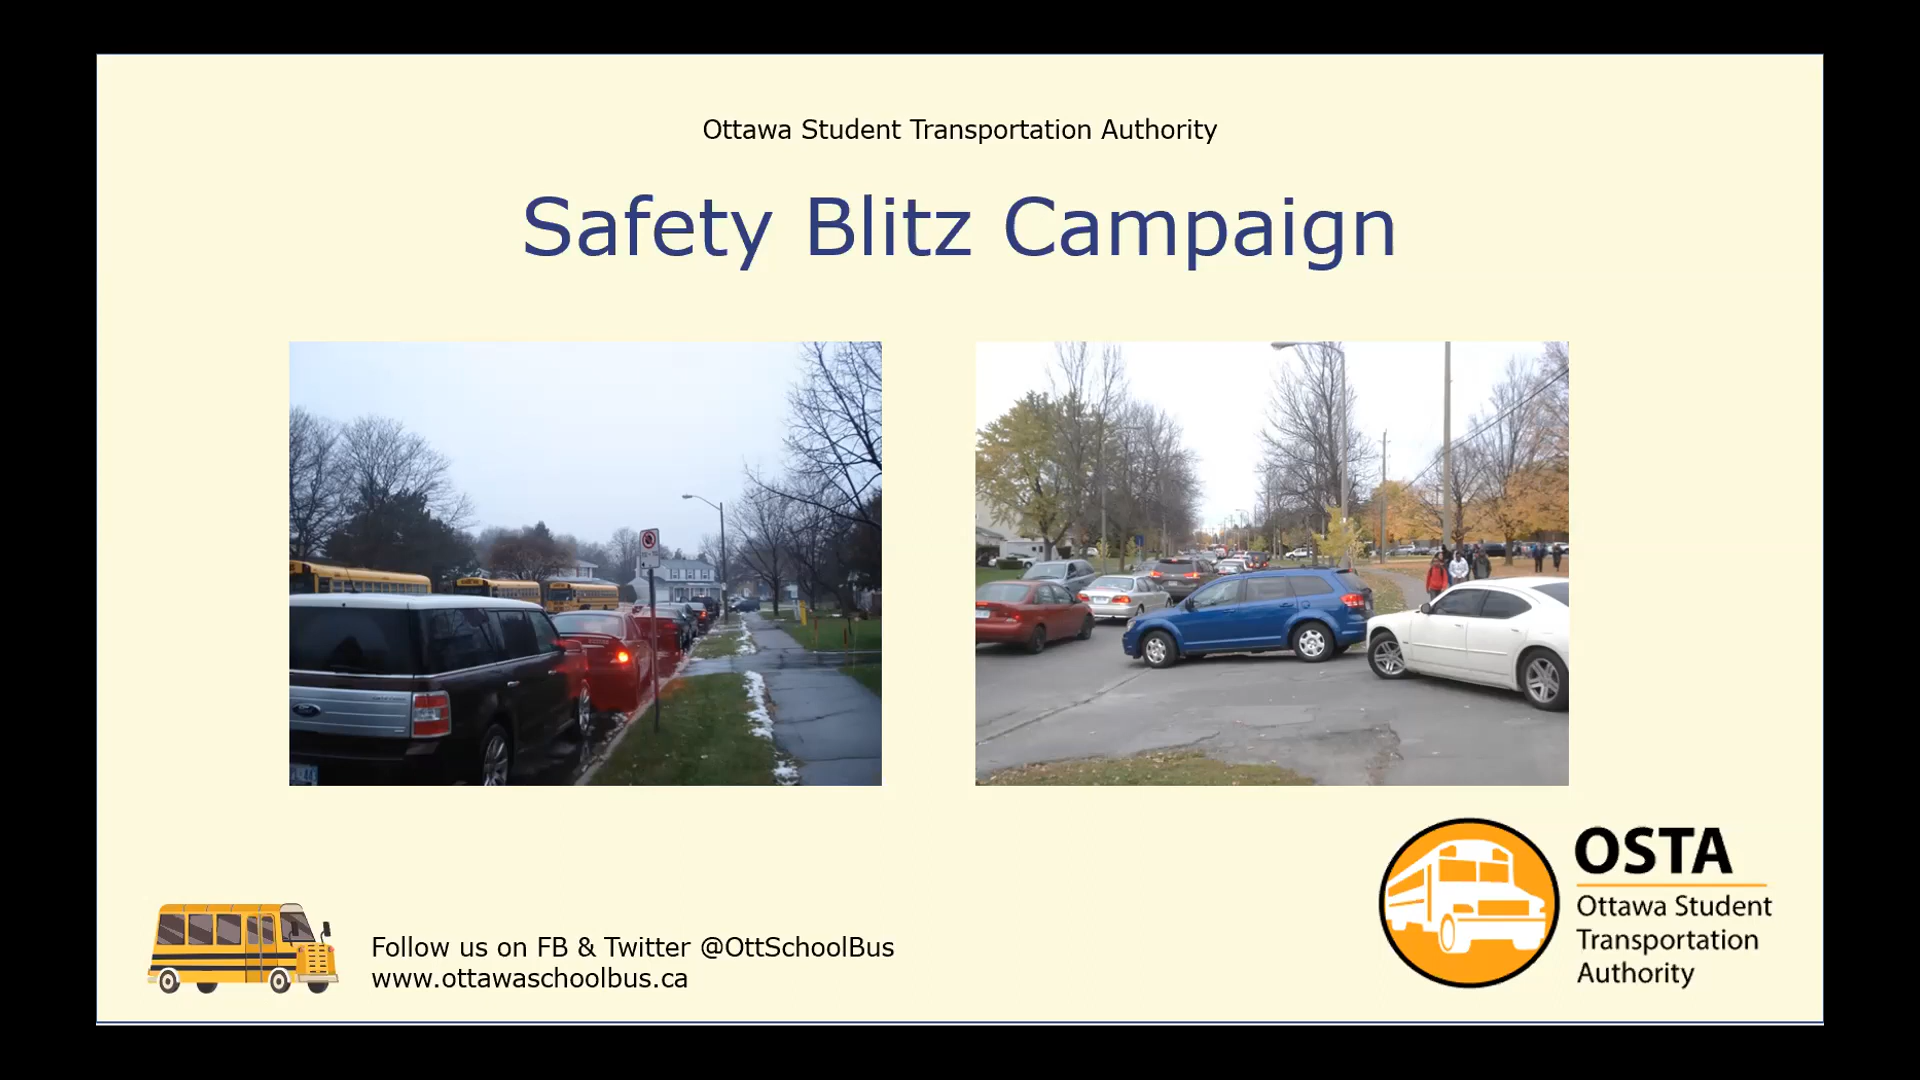 Ottawa Student Transportation Authority
Safety Blitz Campaign
Follow us on FB & Twitter @OttSchoolBus
www.ottawaschoolbus.ca
OSTA
Ottawa Student
Transportation
Authority